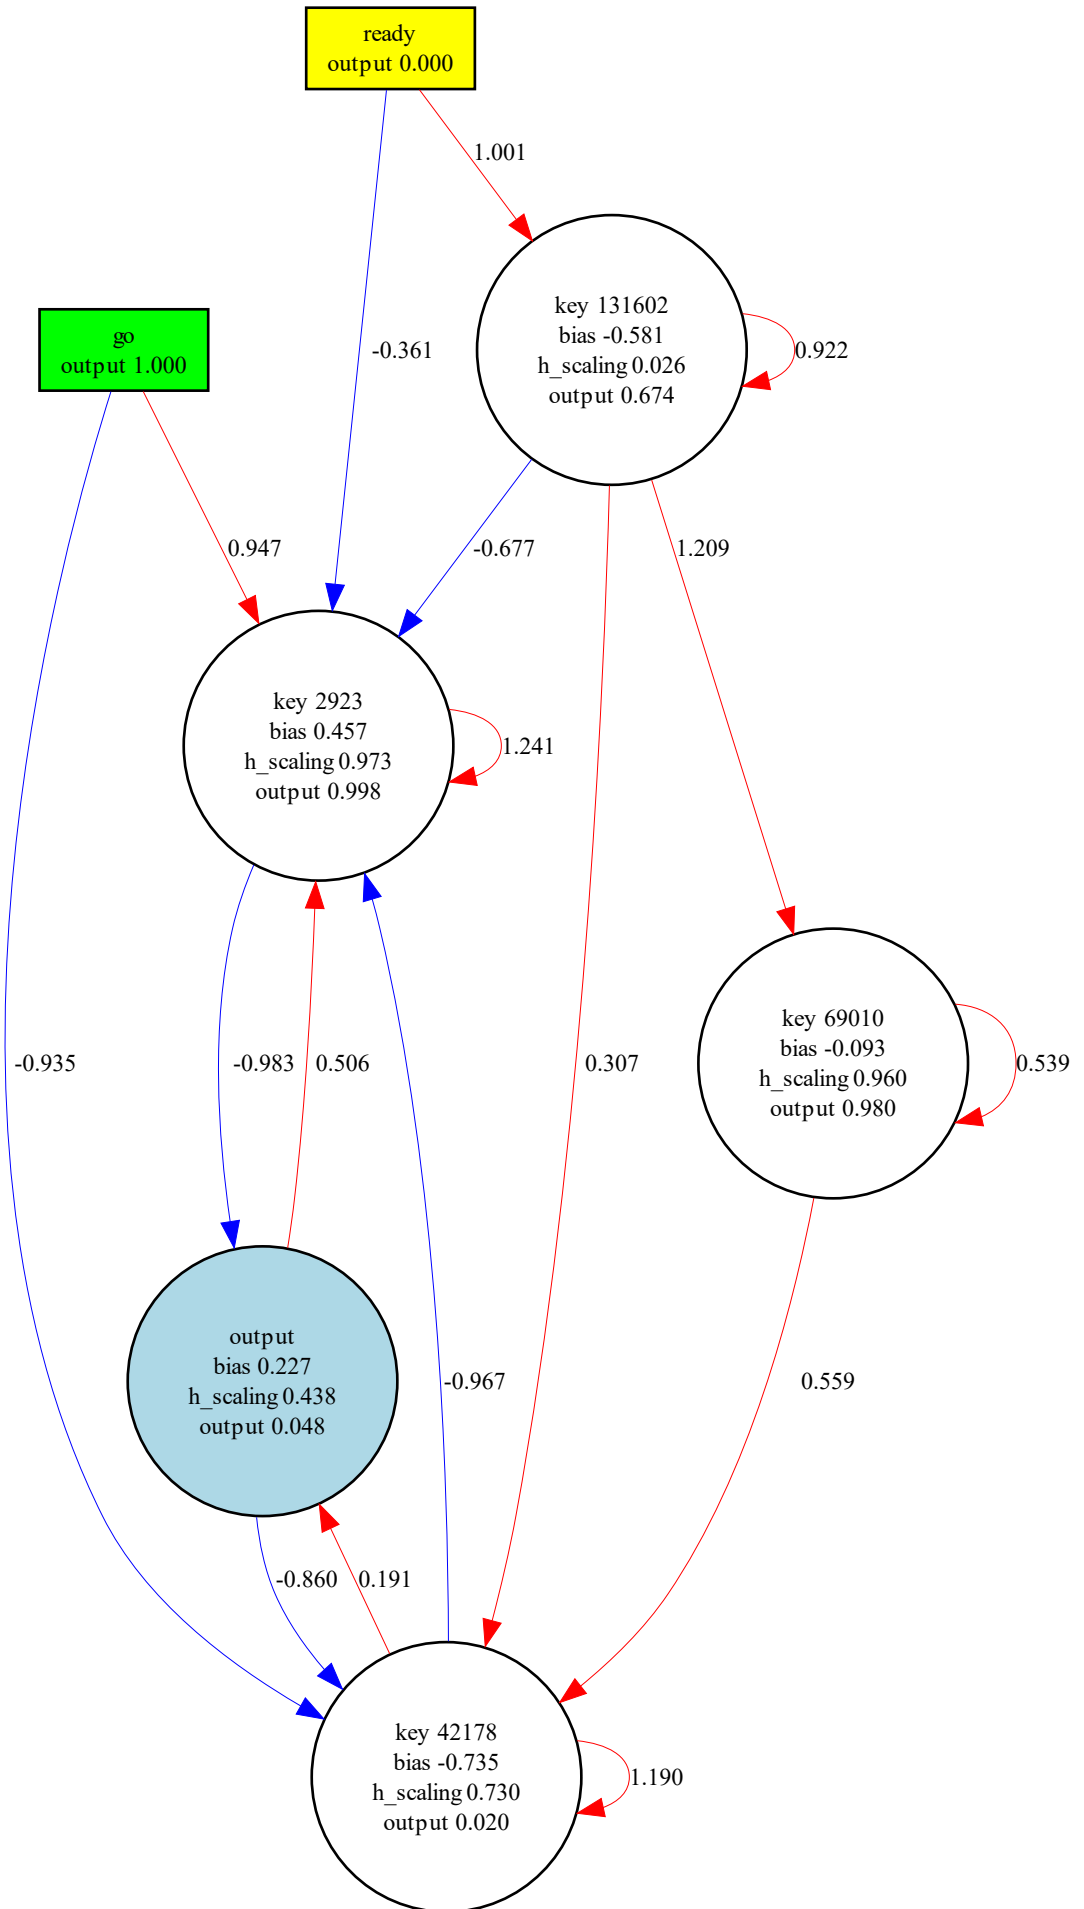 ready
output 0.000
1.001
key 131602
bias -0.581
h_scaling 0.026
output 0.674
0.922
go
output 1.000
-0.361
0.947
-0.677
1.209
key 2923
bias 0.457
h_scaling 0.973
output 0.998
1.241
key 69010
bias -0.093
h_scaling 0.960
output 0.980
0.539
-0.935
-0.983
0.506
0.307
output
bias 0.227
h_scaling 0.438
output 0.048
-0.967
0.559
-0.860
0.191
key 42178
bias -0.735
h_scaling 0.730
output 0.020
1.190